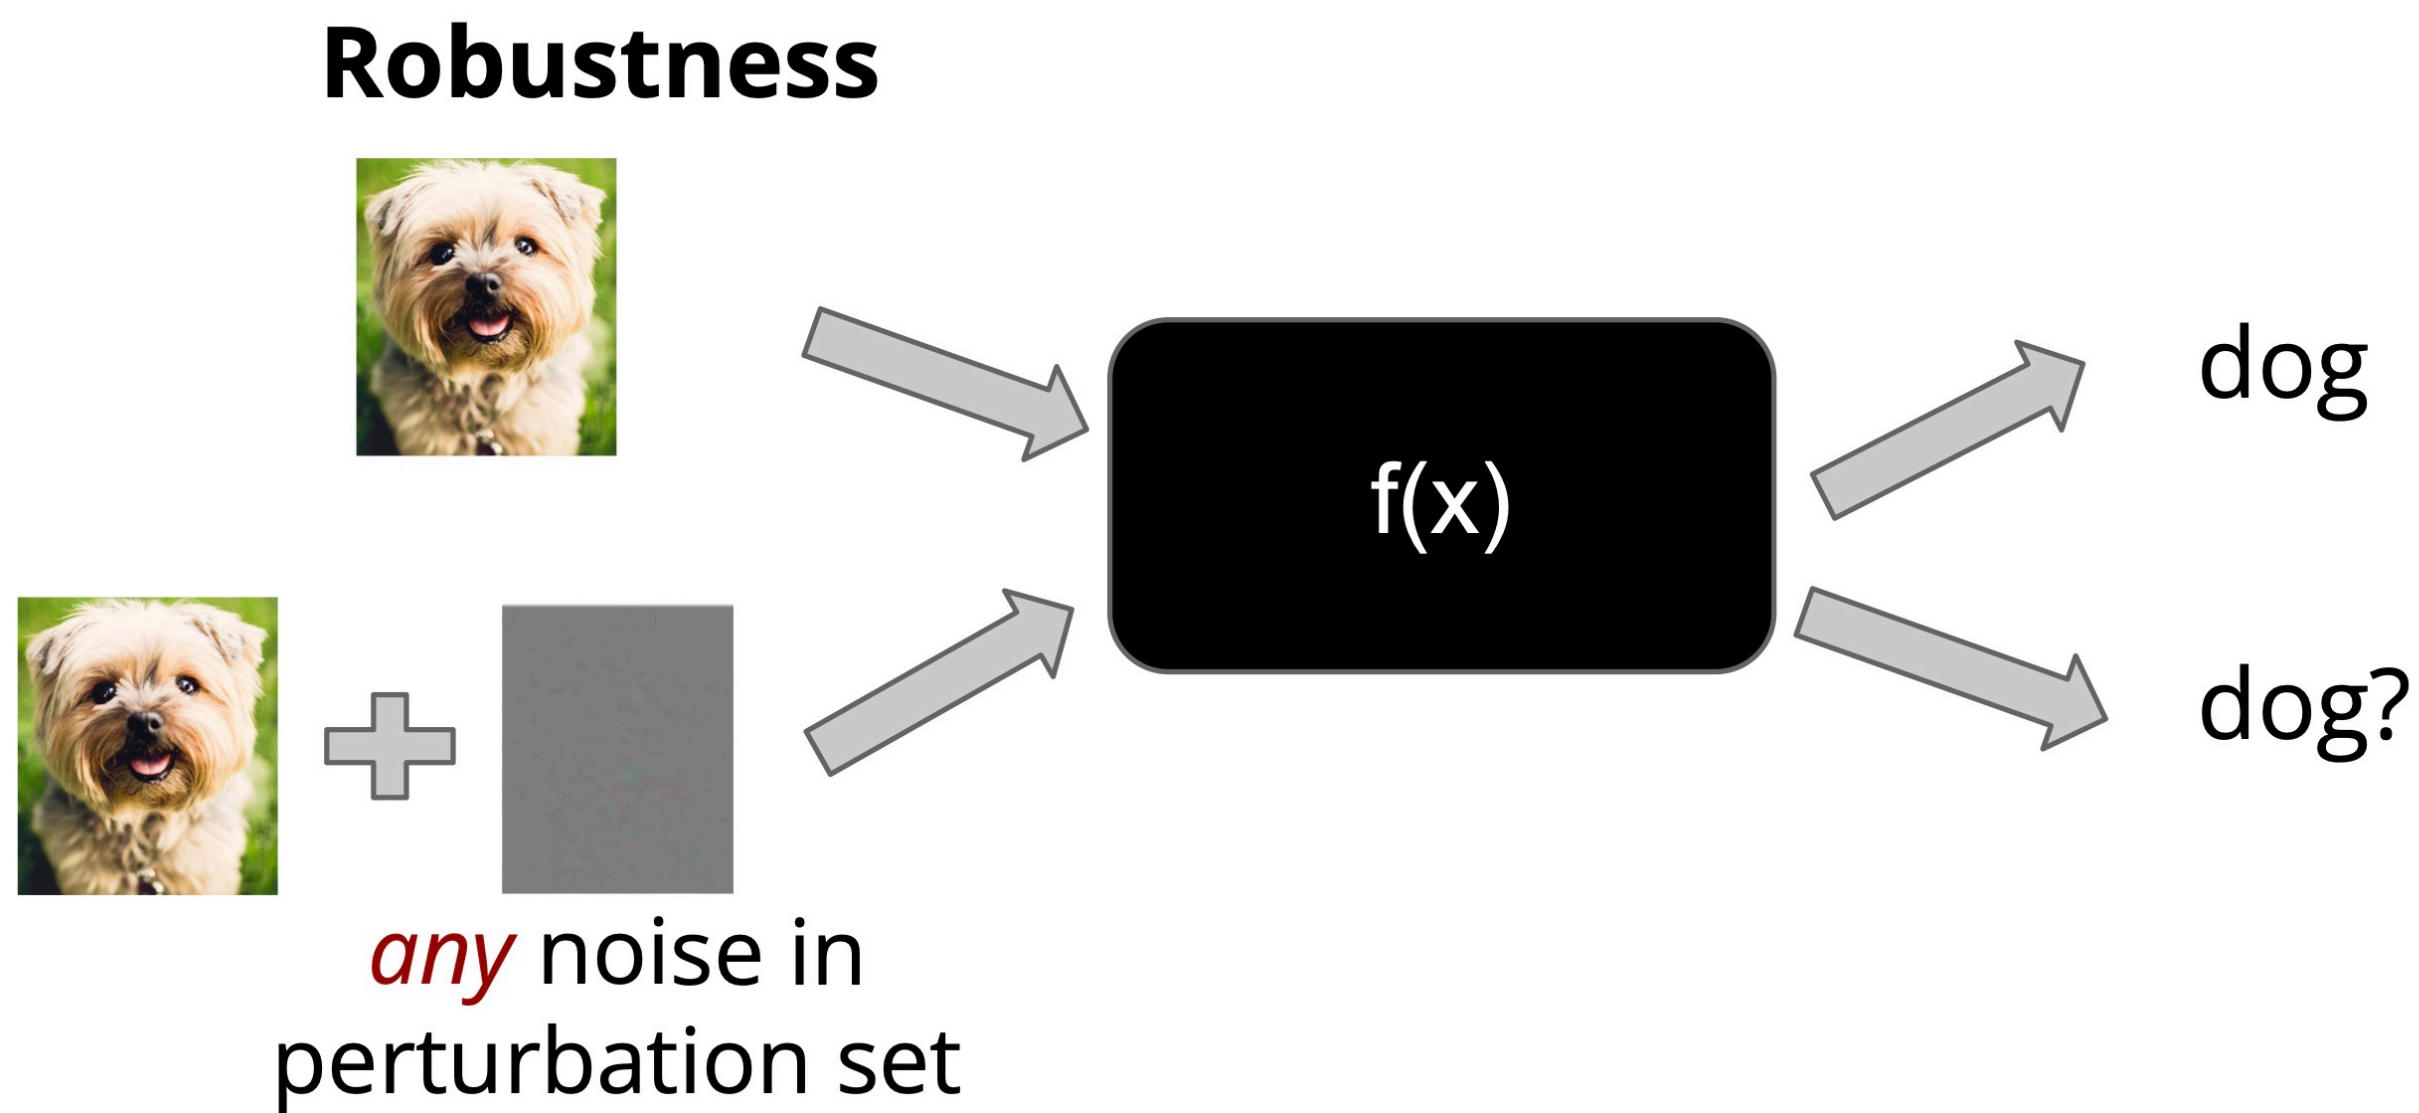 Robustness
f(x)
dog
dog?
any noise in
perturbation set